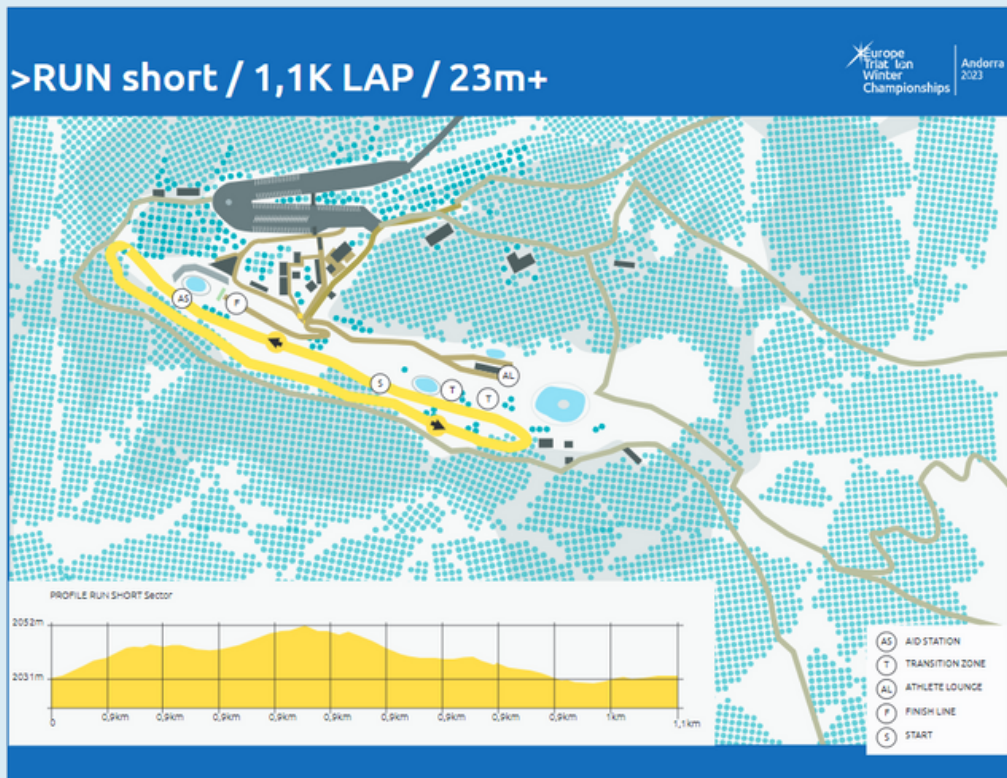 >RUN short / 1,1K LAP / 23m+
Europe
Triathlon
Winter
Championships
Andorra
2023
AS
F
S
T
T
AL
PROFILE RUN SHORT Sector
2052m
2031m
0
0,9km
0,9km
0,9km
0,9km
0,9km
0,9km
0,9km
0,9km
0,9km
1km
1,1km
AS AID STATION
T TRANSITION ZONE
AL ATHLETE LOUNGE
F FINISH LINE
S START